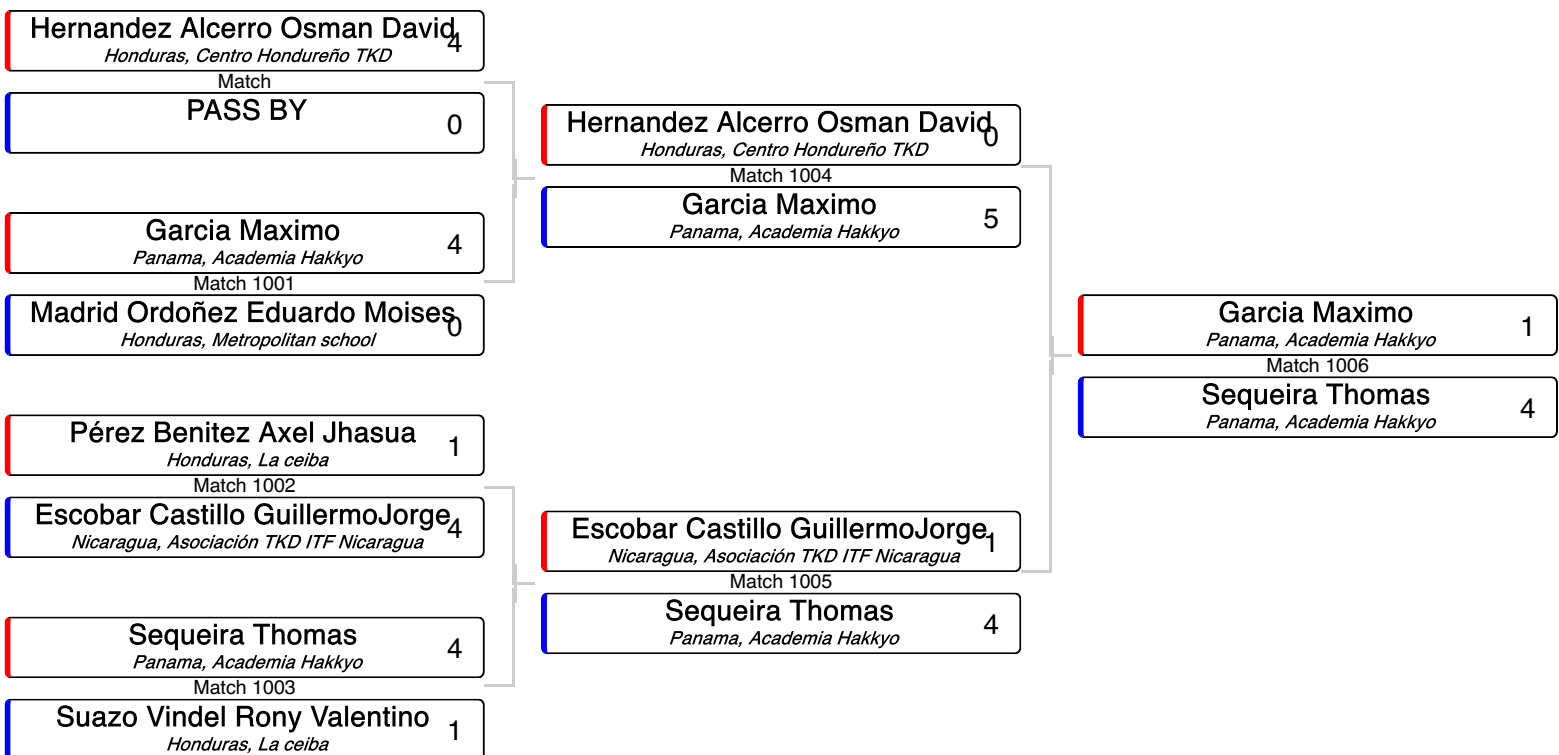 Hernandez Alcerro Osman David
4
Honduras, Centro Hondureño TKD
Match
PASS BY
0
Garcia Maximo
4
Panama, Academia Hakkyo
Match 1001
Madrid Ordoñez Eduardo Moises
0
Honduras, Metropolitan school
Pérez Benitez Axel Jhasua
1
Honduras, La ceiba
Match 1002
Escobar Castillo GuillermoJorge
4
Nicaragua, Asociación TKD ITF Nicaragua
Sequeira Thomas
4
Panama, Academia Hakkyo
Match 1003
Suazo Vindel Rony Valentino
1
Honduras, La ceiba
Hernandez Alcerro Osman David
0
Honduras, Centro Hondureño TKD
Match 1004
Garcia Maximo
5
Panama, Academia Hakkyo
Escobar Castillo GuillermoJorge
1
Nicaragua, Asociación TKD ITF Nicaragua
Match 1005
Sequeira Thomas
4
Panama, Academia Hakkyo
Garcia Maximo
1
Panama, Academia Hakkyo
Match 1006
Sequeira Thomas
4
Panama, Academia Hakkyo